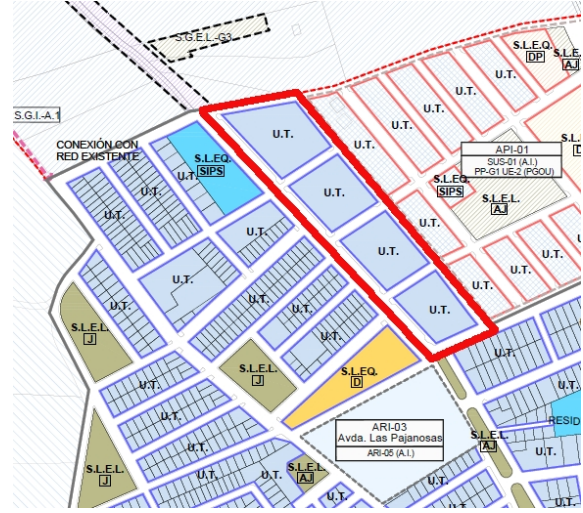 S.G.E.L.-G3
S.L.EQ.
DP
S.L.E.L.
AJ
U.T.
U.T.
U.T.
U.T.
S.G.I.-A.1
CONEXIÓN CON
RED EXISTENTE
U.T.
API-01
SUS-01 (A.I.)
PP-G1 UE-2 (PGOU)
S.L.EQ.
SIPS
U.T.
U.T.
U.T.
U.T.
S.L.EQ.
SIPS
S.L.E.L.
AJ
U.T.
U.T.
U.T.
U.T.
U.T.
U.T.
U.T.
U.T.
U.T.
U.T.
U.T.
U.T.
U.T.
U.T.
S.L.E.L.
J
S.L.E.L.
J
S.L.EQ.
D
U.T.
U.T.
U.T.
ARI-03
Avda. Las Pajanosas
ARI-05 (A.I.)
RESID
S.L.E.L.
AJ
U.T.
U.T.
S.L.E.L.
J
U.T.
S.L.E.L.
AJ
U.T.
U.T.
U.T.
U.T.